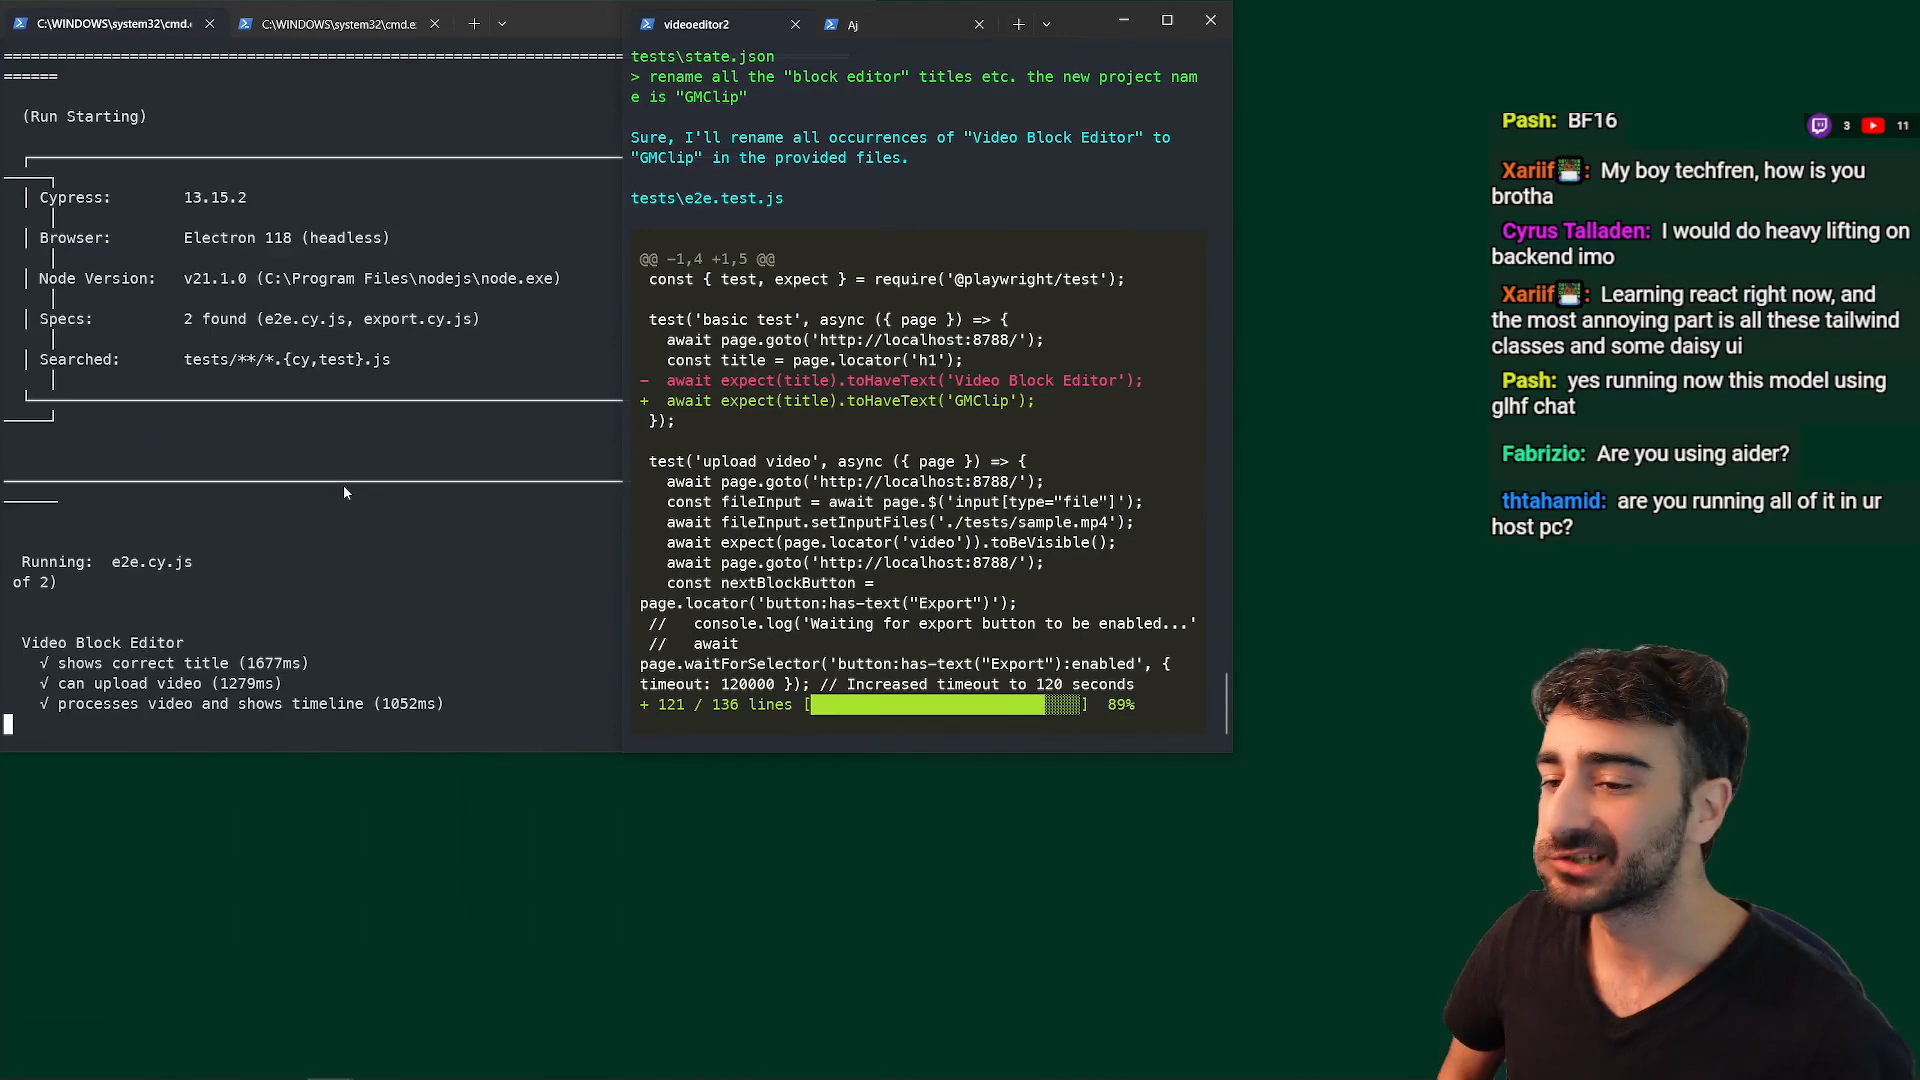 C:\WINDOWS\system32\cmd.
C:\WINDOWS\system32\cmd.e
videoeditor2
Aj
======================================================================
======
(Run Starting)
Cypress: 13.15.2
Browser: Electron 118 (headless)
Node Version: v21.1.0 (C:\Program Files\nodejs\node.exe)
Specs: 2 found (e2e.cy.js, export.cy.js)
Searched: tests/**/*.{cy,test}.js
Running: e2e.cy.js
of 2)
Video Block Editor
√ shows correct title (1677ms)
√ can upload video (1279ms)
√ processes video and shows timeline (1052ms)
tests\state.json
> rename all the "block editor" titles etc. the new project nam
e is "GMClip"
Sure, I'll rename all occurrences of "Video Block Editor" to
"GMClip" in the provided files.
tests\e2e.test.js
@@ -1,4 +1,5 @@
const { test, expect } = require('@playwright/test');
test('basic test', async ({ page }) => {
await page.goto('http://localhost:8788/');
const title = page.locator('h1');
- await expect(title).toHaveText('Video Block Editor');
+ await expect(title).toHaveText('GMClip');
});
test('upload video', async ({ page }) => {
await page.goto('http://localhost:8788/');
const fileInput = await page.$('input[type="file"]');
await fileInput.setInputFiles('./tests/sample.mp4');
await expect(page.locator('video')).toBeVisible();
await page.goto('http://localhost:8788/');
const nextBlockButton =
page.locator('button:has-text("Export")');
// console.log('Waiting for export button to be enabled...'
// await
page.waitForSelector('button:has-text("Export"):enabled', {
timeout: 120000 }); // Increased timeout to 120 seconds
+ 121 / 136 lines [██████████████████████████░░░░] 89%
Pash: BF16
3
11
Xariif: My boy techfren, how is you
brotha
Cyrus Talladen: I would do heavy lifting on
backend imo
Xariif: Learning react right now, and
the most annoying part is all these tailwind
classes and some daisy ui
Pash: yes running now this model using
glhf chat
Fabrizio: Are you using aider?
thtahamid: are you running all of it in ur
host pc?